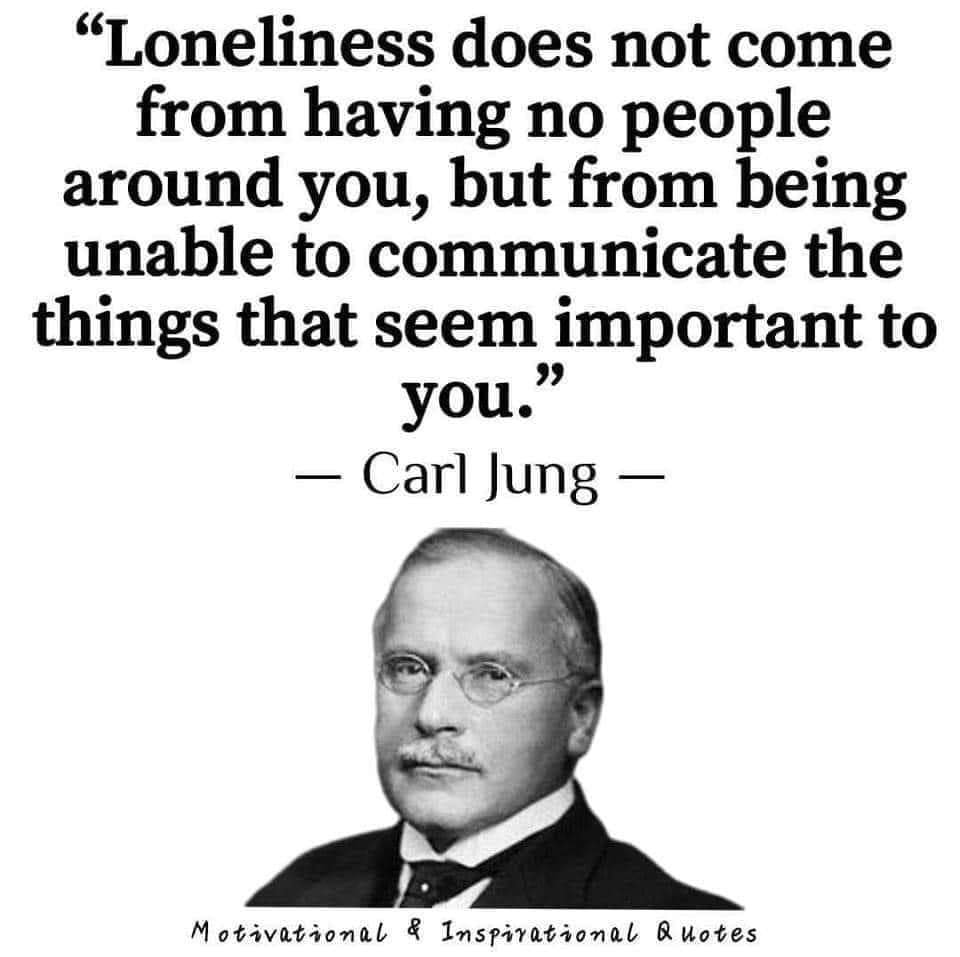 “Loneliness does not come
from having no people
around you, but from being
unable to communicate the
things that seem important to
you.”
— Carl Jung —
Motivational & Inspirational Quotes